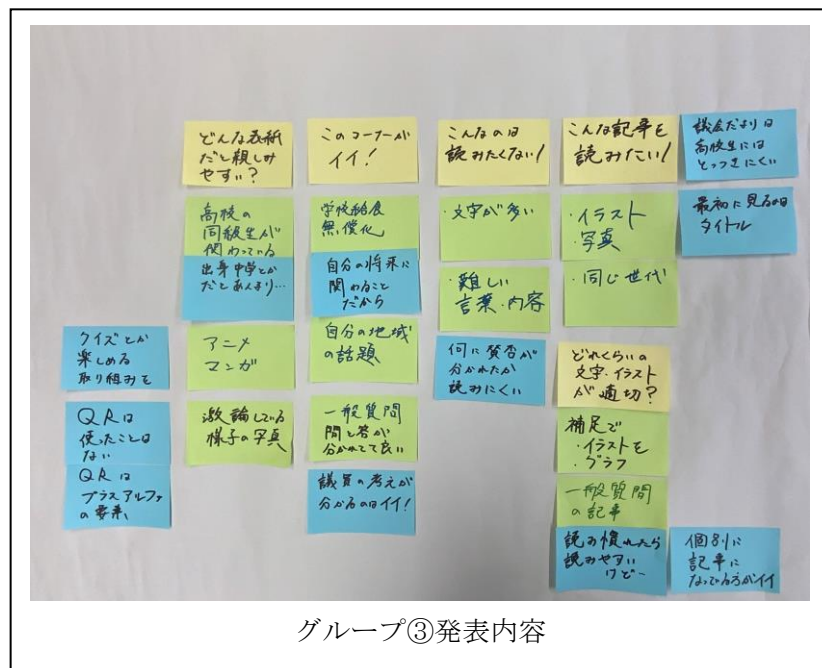 どんな表紙
だと親しみ
やすい？
高校の
同級生が
関わっている
出身中学とか
だとあんまり…
アニメ
マンガ
激論している
様子の写真
クイズとか
楽しめる
取り組みを
QRは
使ったことは
ない
QRは
プラスアルファ
の要素
このコーナーが
イイ！
学校給食
無償化
自分の将来に
関わること
だから
自分の地域
の話題
一般質問
問と答が
分かれてて良い
議員の考えが
分かるのはイイ！
こんなのは
読みたくない！
・文字が多い
・難しい
言葉・内容
何に賛否が
分かれたか
読みにくい
こんな記事を
読みたい！
・イラスト
・写真
・同じ世代
どれくらいの
文字・イラスト
が適切？
補足で
・イラストを
・グラフ
一般質問
の記事
読み慣れたら
読みやすい
けどー
個別に
記事に
なってる方がイイ
議会だよりは
高校生には
とっつきにくい
最初に見るのは
タイトル
グループ③発表内容